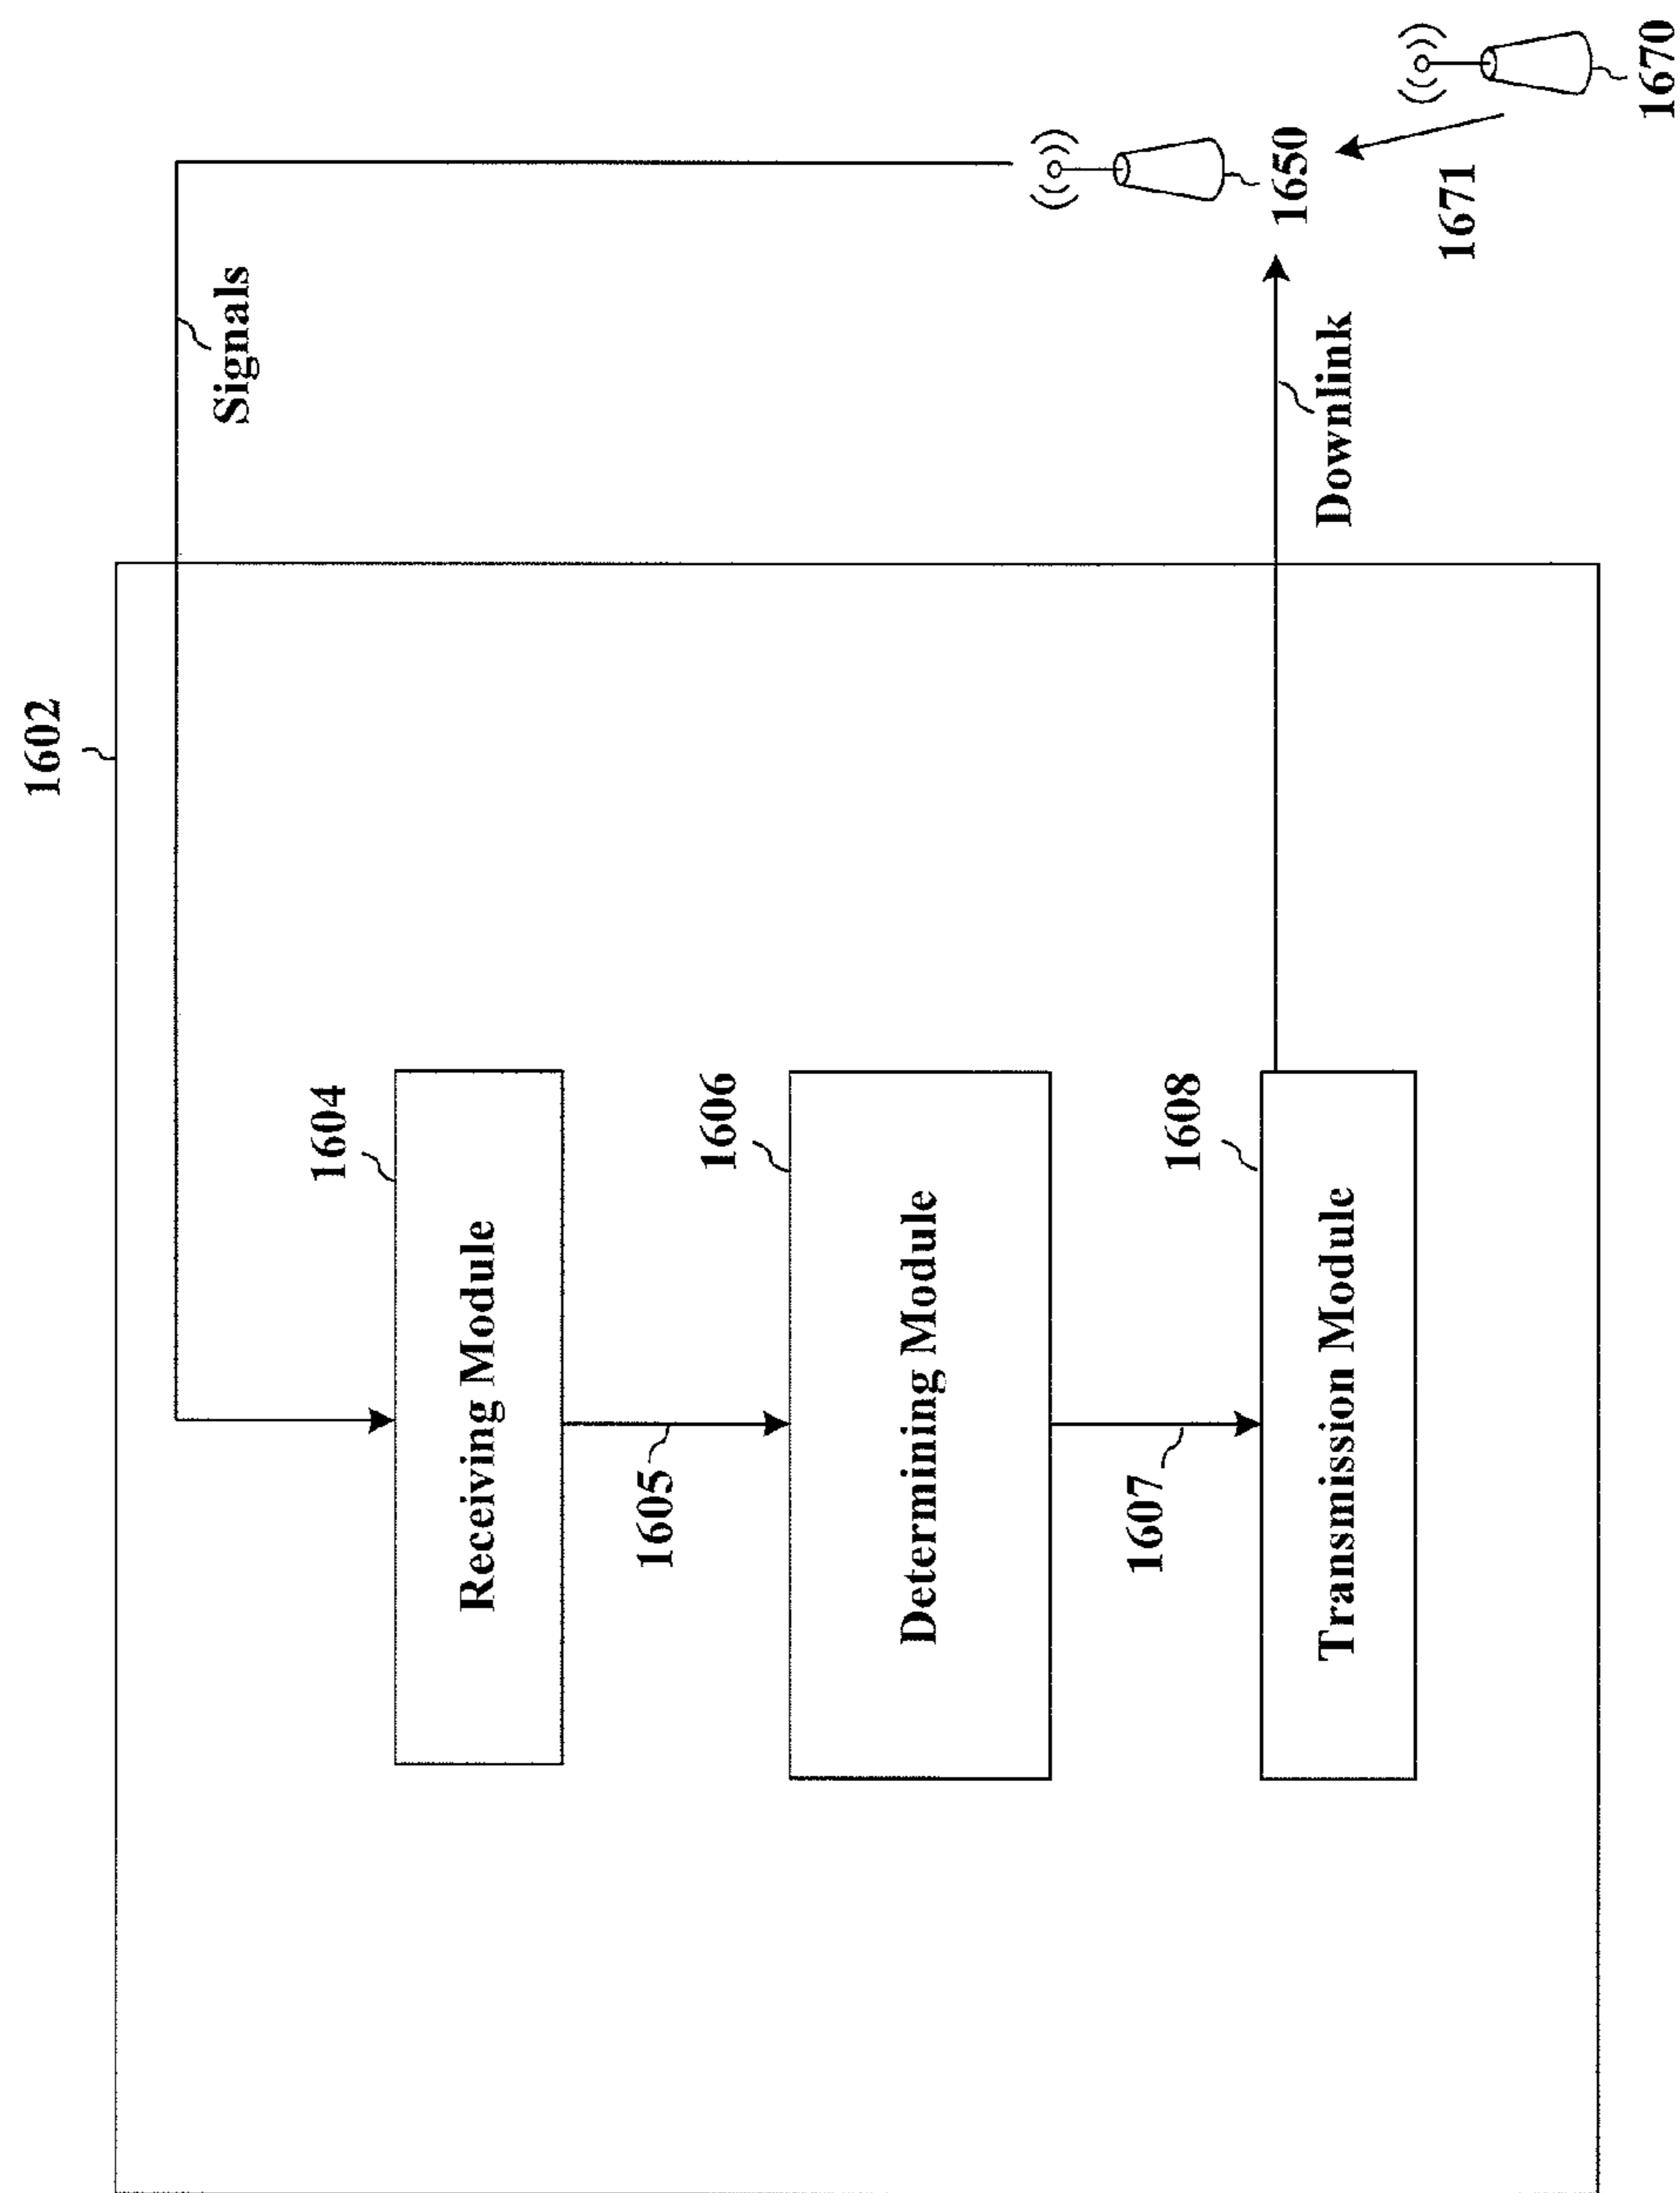 1602
Signals
1604
Receiving Module
1605
1606
Determining Module
1607
1608
Transmission Module
Downlink
1650
1671
1670